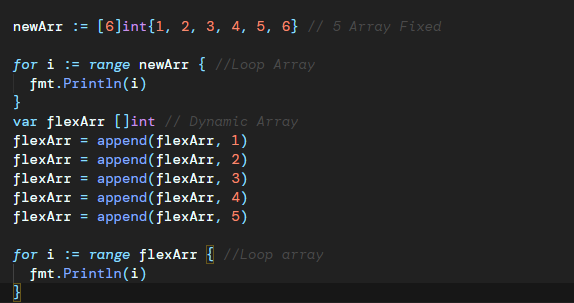 newArr := [6]int{1, 2, 3, 4, 5, 6} // 5 Array Fixed
for i := range newArr { //Loop Array
fmt.Println(i)
}
var flexArr []int // Dynamic Array
flexArr = append(flexArr, 1)
flexArr = append(flexArr, 2)
flexArr = append(flexArr, 3)
flexArr = append(flexArr, 4)
flexArr = append(flexArr, 5)
for i := range flexArr { //Loop array
fmt.Println(i)
}